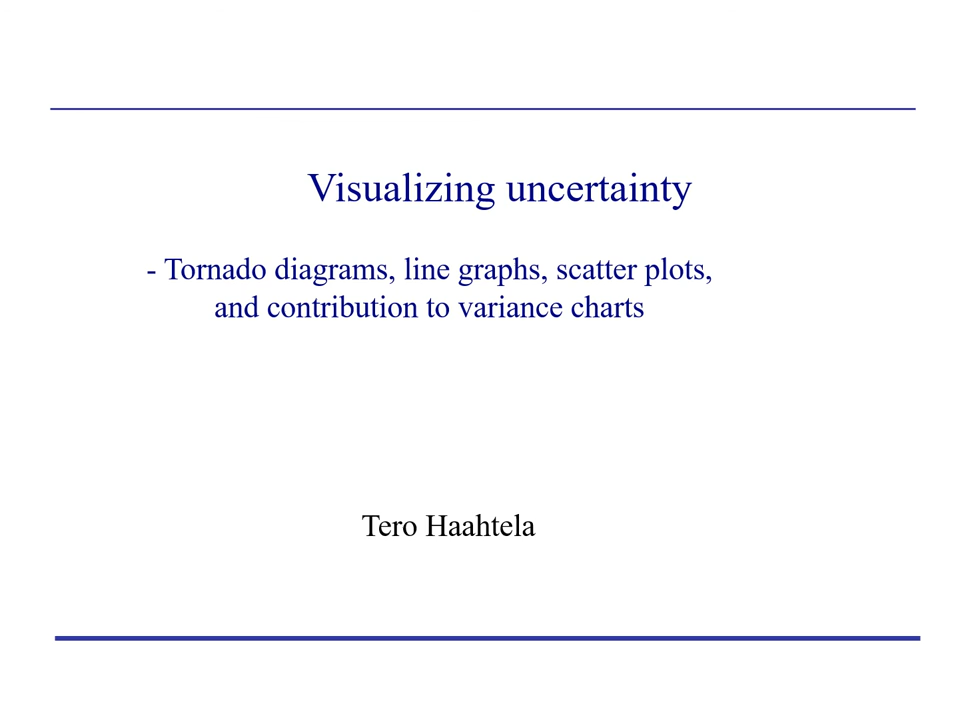 Visualizing uncertainty
- Tornado diagrams, line graphs, scatter plots,
and contribution to variance charts
Tero Haahtela